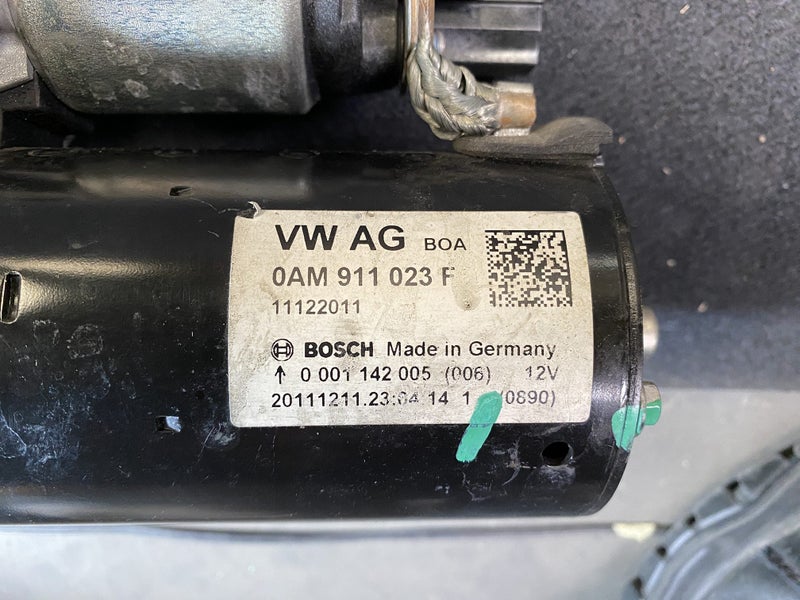 VW AG BOA
0AM 911 023 F
11122011
BOSCH Made in Germany
↑ 0 001 142 005 (006) 12V
20111211.23:04 14 1 (0890)